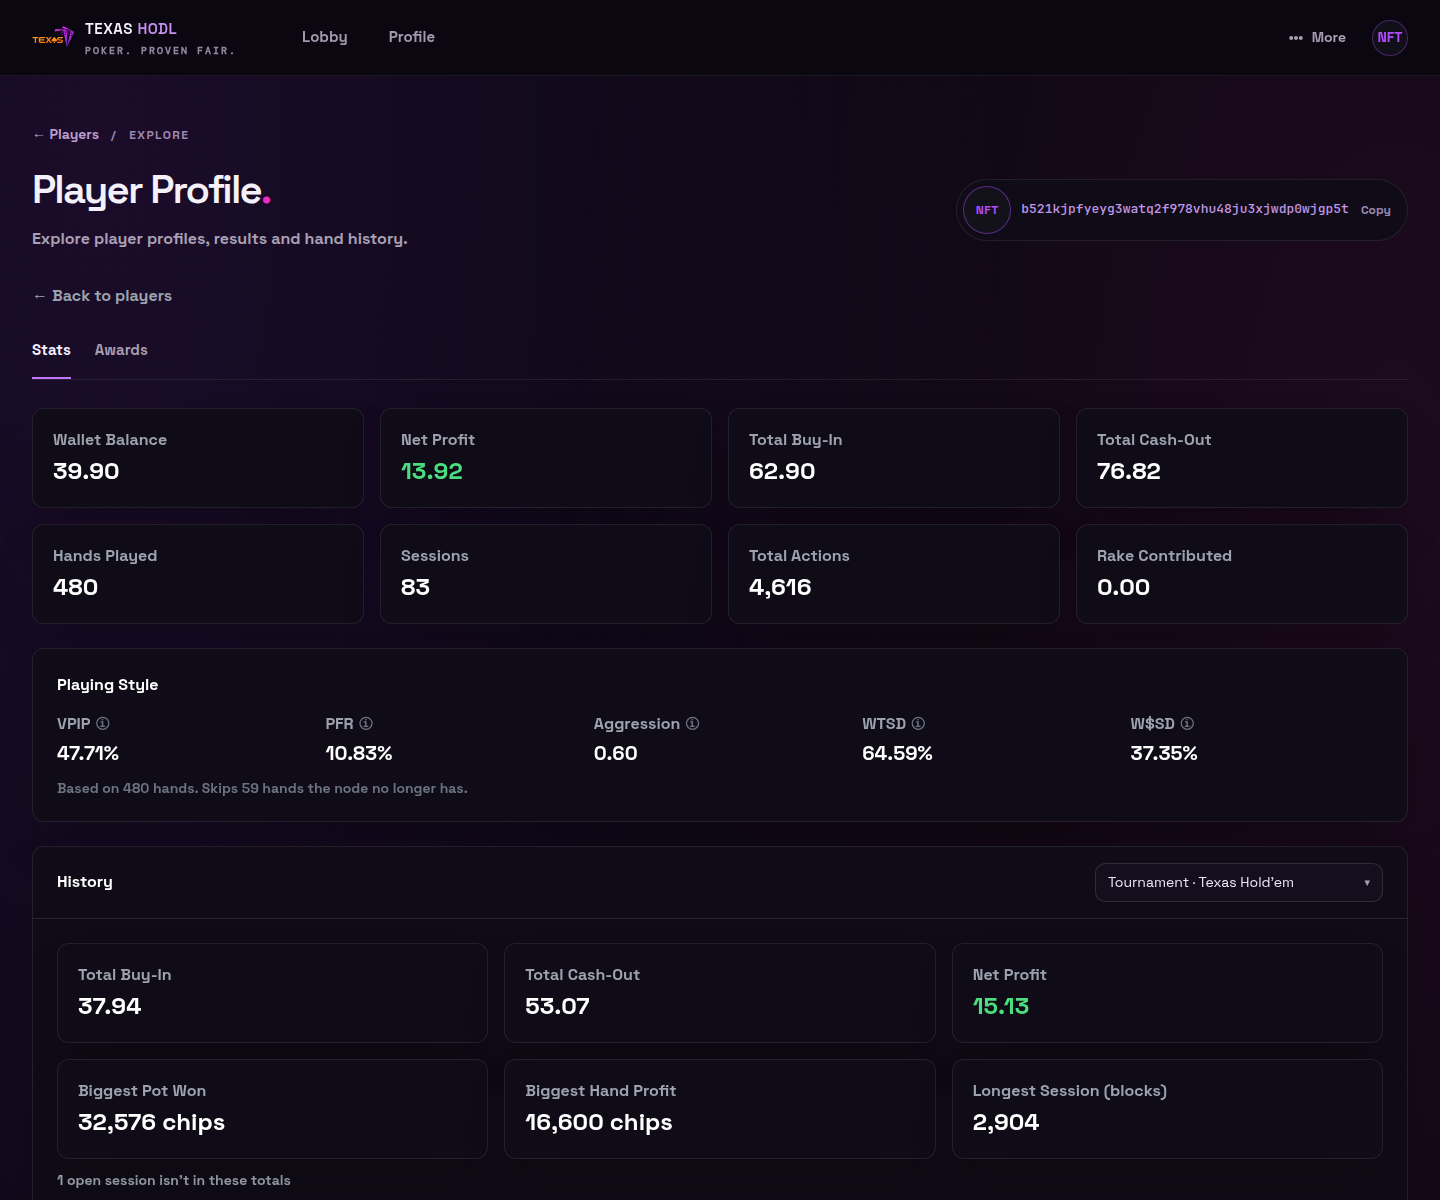 TEXAS
TEXAS HODL
POKER. PROVEN FAIR.
Lobby
Profile
••• More
NFT
← Players / EXPLORE
Player Profile.
Explore player profiles, results and hand history.
NFT
b521kjpfyeyg3watq2f978vhu48ju3xjwdp0wjgp5t
Copy
← Back to players
Stats
Awards
Wallet Balance
39.90
Net Profit
13.92
Total Buy-In
62.90
Total Cash-Out
76.82
Hands Played
480
Sessions
83
Total Actions
4,616
Rake Contributed
0.00
Playing Style
VPIP
47.71%
PFR
10.83%
Aggression
0.60
WTSD
64.59%
W$SD
37.35%
Based on 480 hands. Skips 59 hands the node no longer has.
History
Tournament · Texas Hold'em
Total Buy-In
37.94
Total Cash-Out
53.07
Net Profit
15.13
Biggest Pot Won
32,576 chips
Biggest Hand Profit
16,600 chips
Longest Session (blocks)
2,904
1 open session isn't in these totals